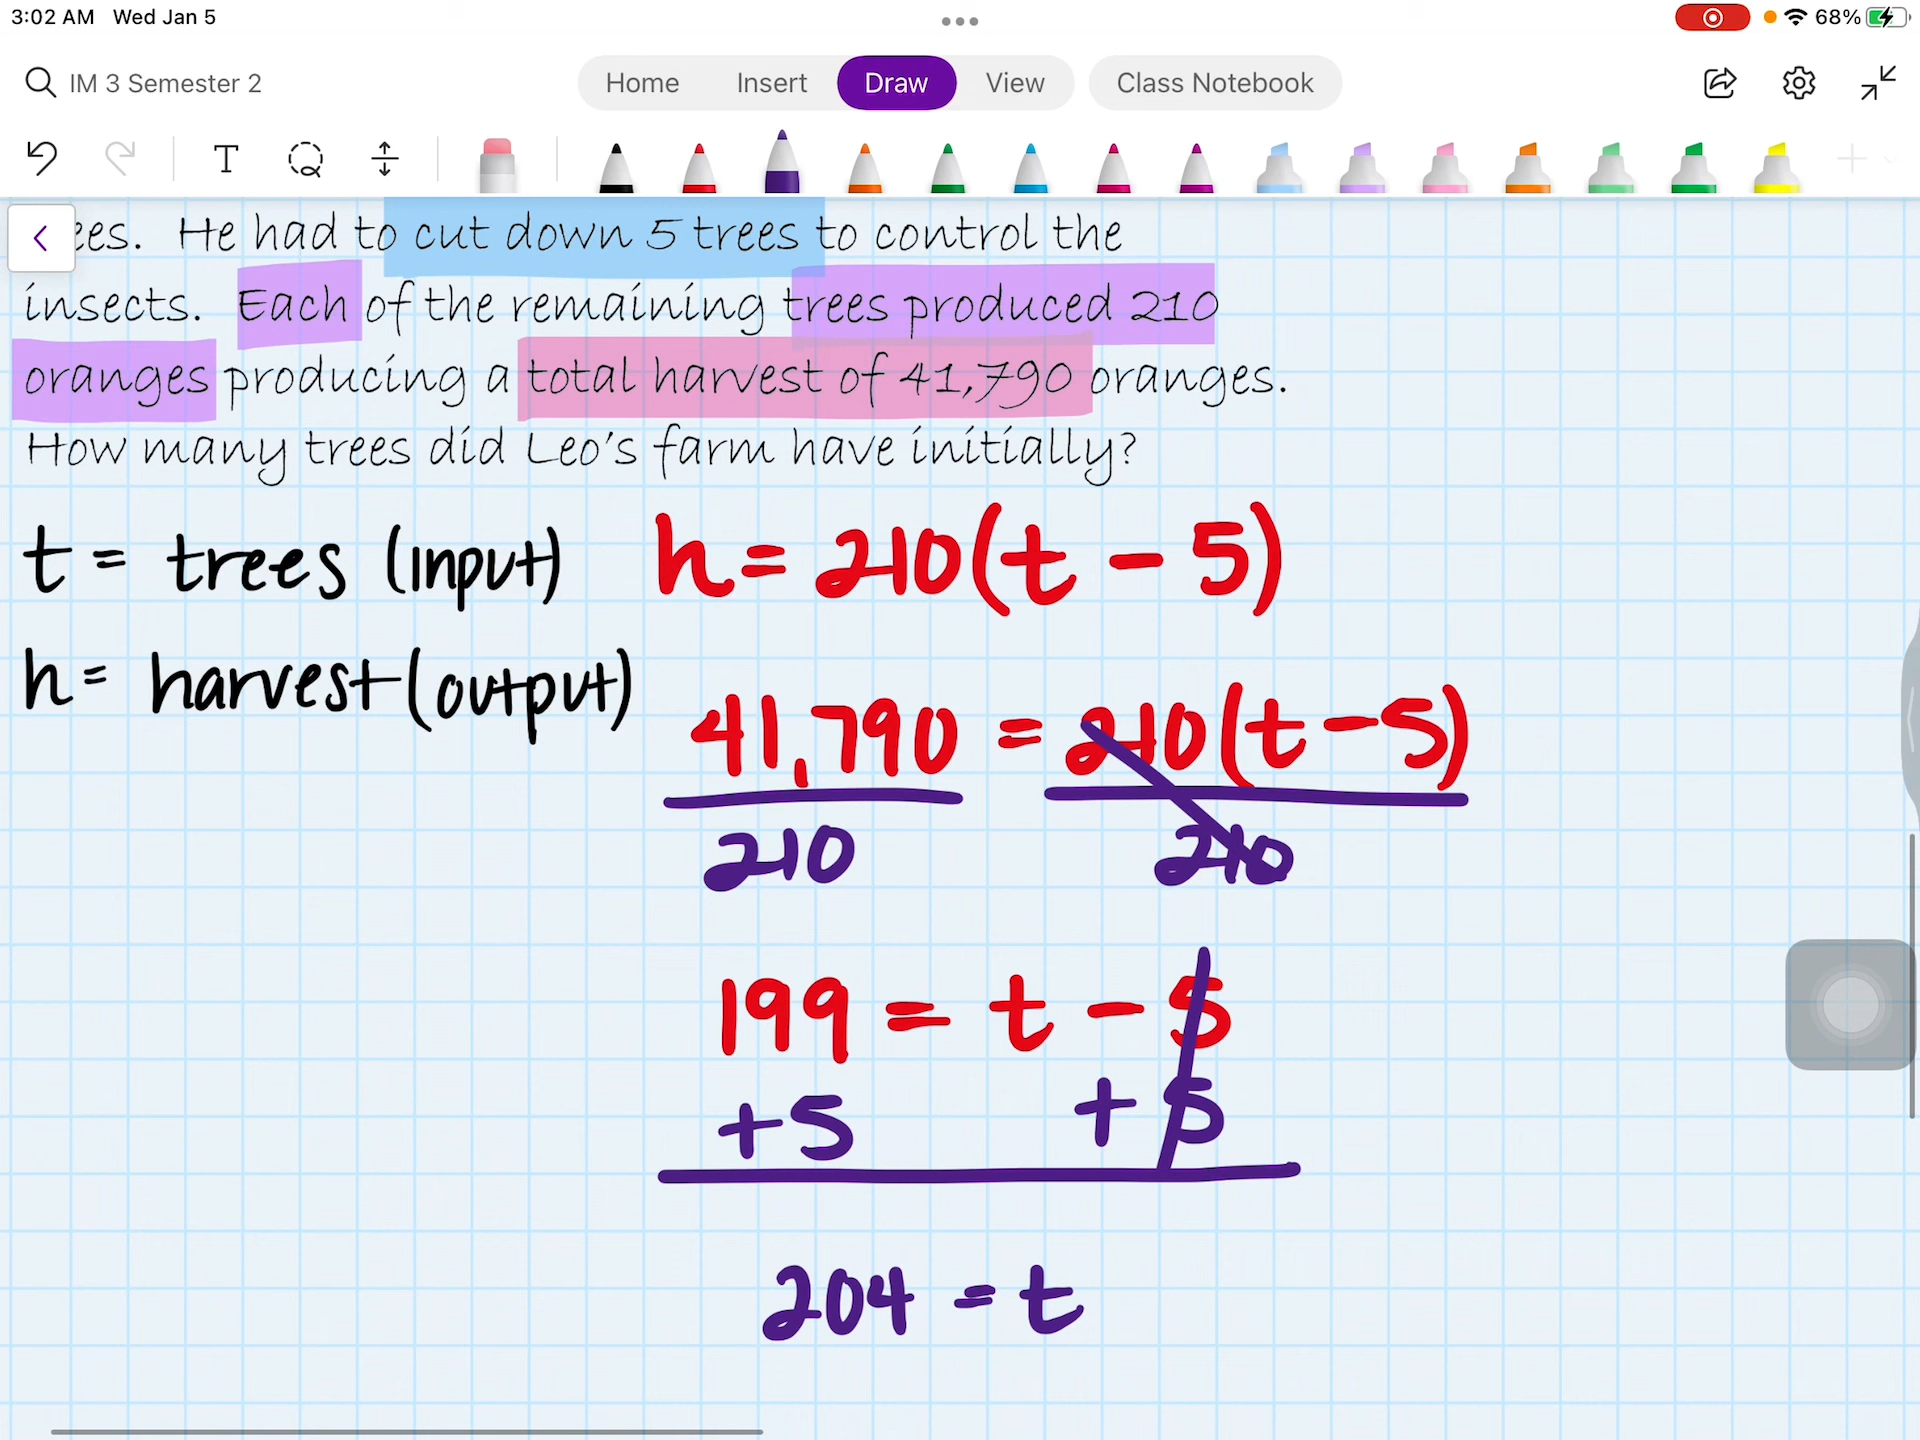 3:02 AM Wed Jan 5
68%
IM 3 Semester 2
Home Insert Draw View Class Notebook
T
ees. He had to cut down 5 trees to control the
insects. Each of the remaining trees produced 210
oranges producing a total harvest of 41,790 oranges.
How many trees did Leo's farm have initially?
t = trees (input) h = 210(t - 5)
h = harvest (output)
41,790 = 210(t - 5)
210 210
199 = t - 5
+5 + 5
204 = t